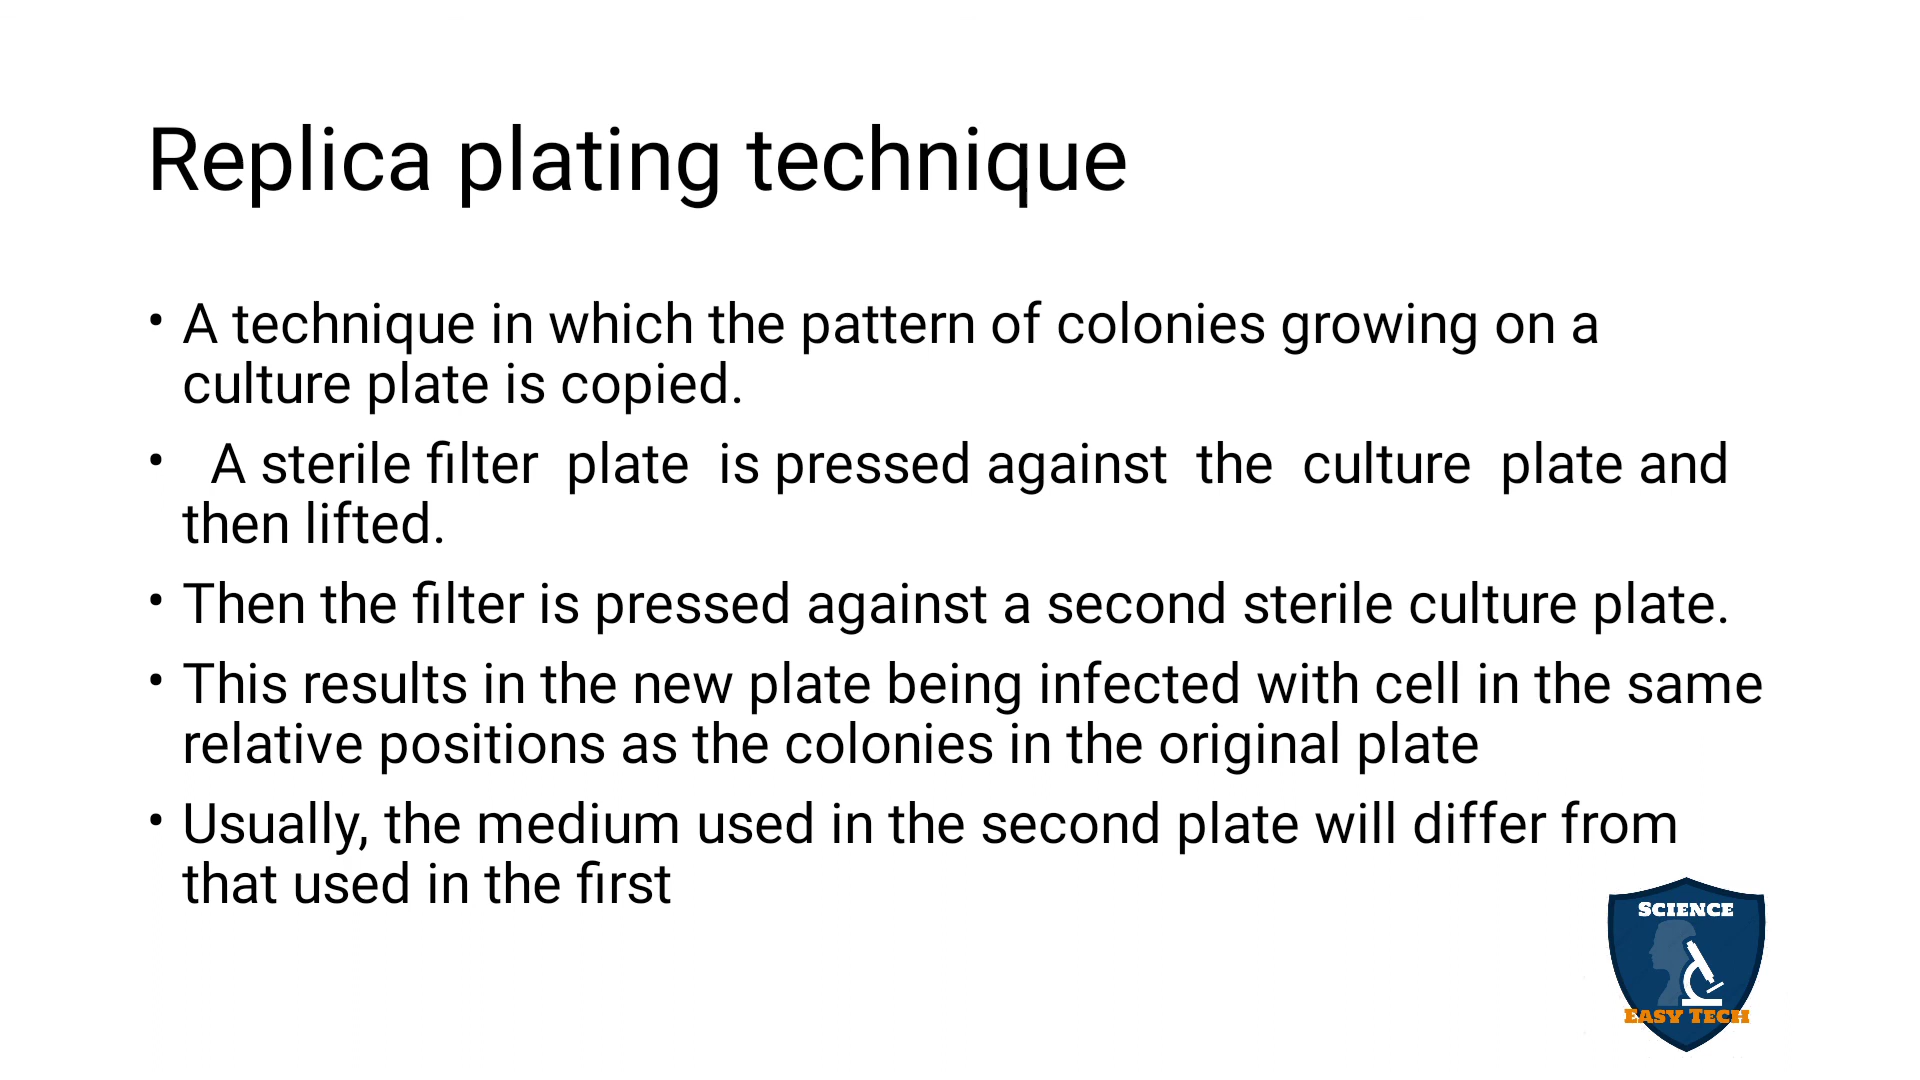 Replica plating technique
• A technique in which the pattern of colonies growing on a
culture plate is copied.
• A sterile filter plate is pressed against the culture plate and
then lifted.
• Then the filter is pressed against a second sterile culture plate.
• This results in the new plate being infected with cell in the same
relative positions as the colonies in the original plate
• Usually, the medium used in the second plate will differ from
that used in the first
SCIENCE
EASY TECH